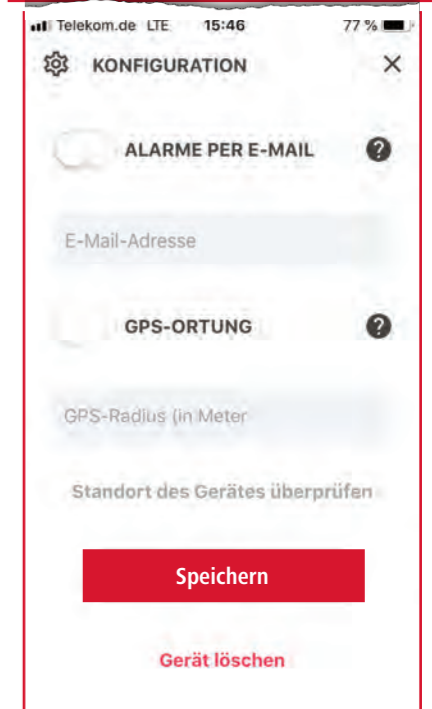 Telekom.de LTE 15:46 77 %
KONFIGURATION
ALARME PER E-MAIL ?
E-Mail-Adresse
GPS-ORTUNG ?
GPS-Radius (in Meter
Standort des Gerätes überprüfen
Speichern
Gerät löschen